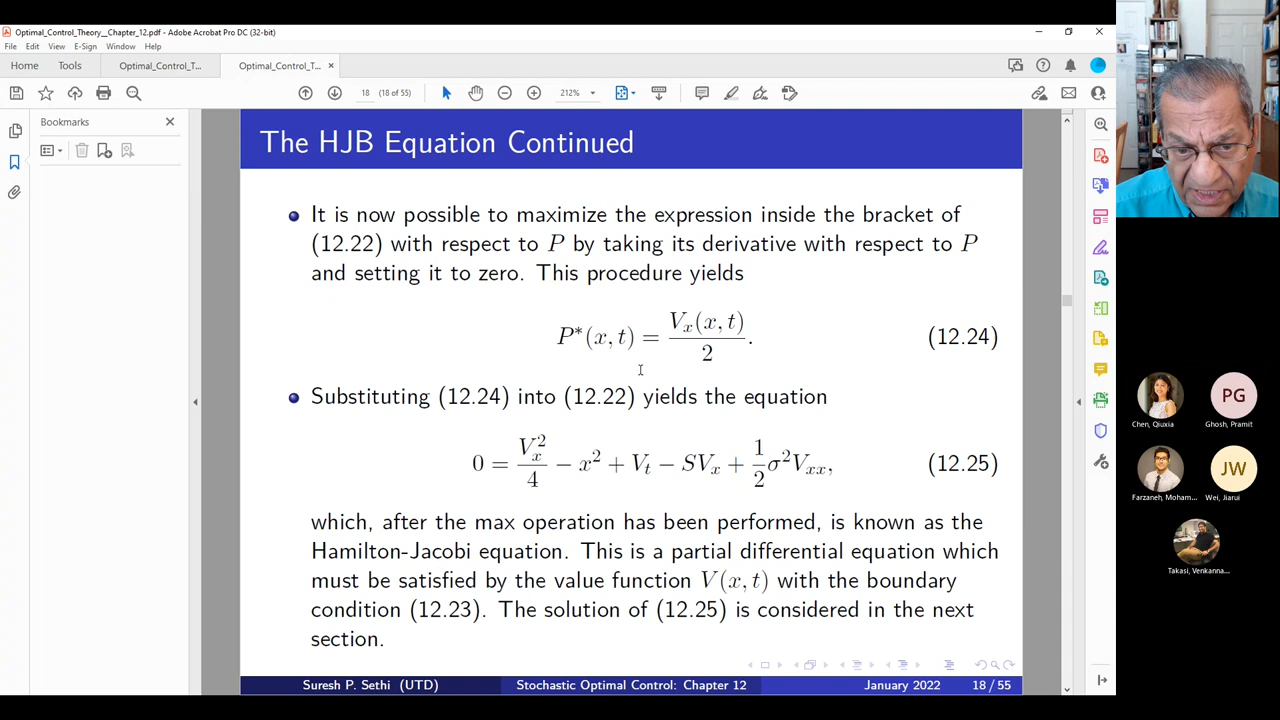 Optimal_Control_Theory__Chapter_12.pdf - Adobe Acrobat Pro DC (32-bit)
File Edit View E-Sign Window Help
Home Tools Optimal_Control_T... Optimal_Control_T... ×
18 (18 of 55) 212%
Bookmarks
The HJB Equation Continued
It is now possible to maximize the expression inside the bracket of
(12.22) with respect to P by taking its derivative with respect to P
and setting it to zero. This procedure yields
P*(x, t) = V_x(x, t) / 2. (12.24)
Substituting (12.24) into (12.22) yields the equation
0 = V_x^2 / 4 − x^2 + V_t − SV_x + 1/2 σ^2 V_xx, (12.25)
which, after the max operation has been performed, is known as the
Hamilton-Jacobi equation. This is a partial differential equation which
must be satisfied by the value function V(x, t) with the boundary
condition (12.23). The solution of (12.25) is considered in the next
section.
Suresh P. Sethi (UTD) Stochastic Optimal Control: Chapter 12 January 2022 18 / 55
PG
Chen, Qiuxia Ghosh, Pramit
JW
Farzaneh, Moham... Wei, Jiarui
Takasi, Venkanna...